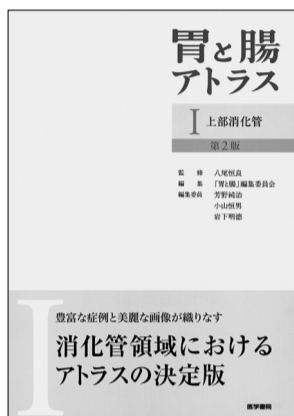 胃と腸
アトラス
I 上部消化管
第2版
監修 八尾恒良
編集 「胃と腸」編集委員会
編集委員 芳野純治
小山恒男
岩下明德
I
豊富な症例と美麗な画像が織りなす
消化管領域における
アトラスの決定版
医学書院